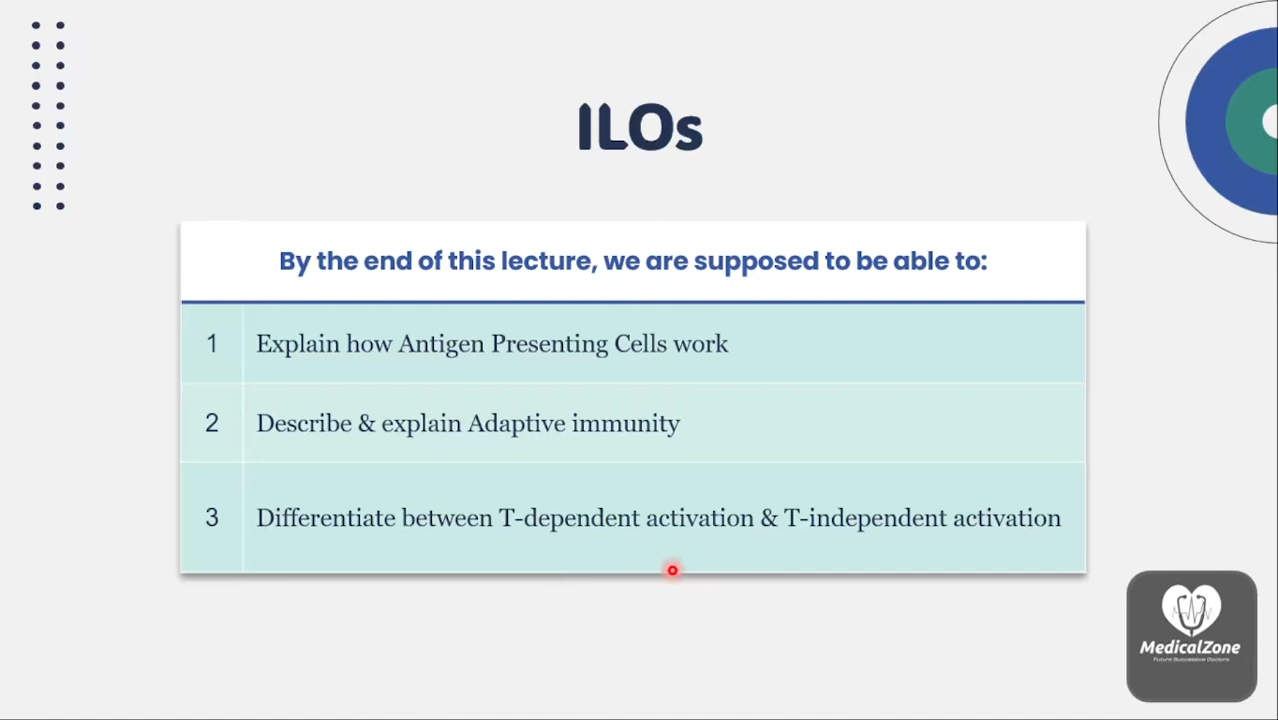 ILOs
By the end of this lecture, we are supposed to be able to:
1 Explain how Antigen Presenting Cells work
2 Describe & explain Adaptive immunity
3 Differentiate between T-dependent activation & T-independent activation
MedicalZone
Future Successive Doctors